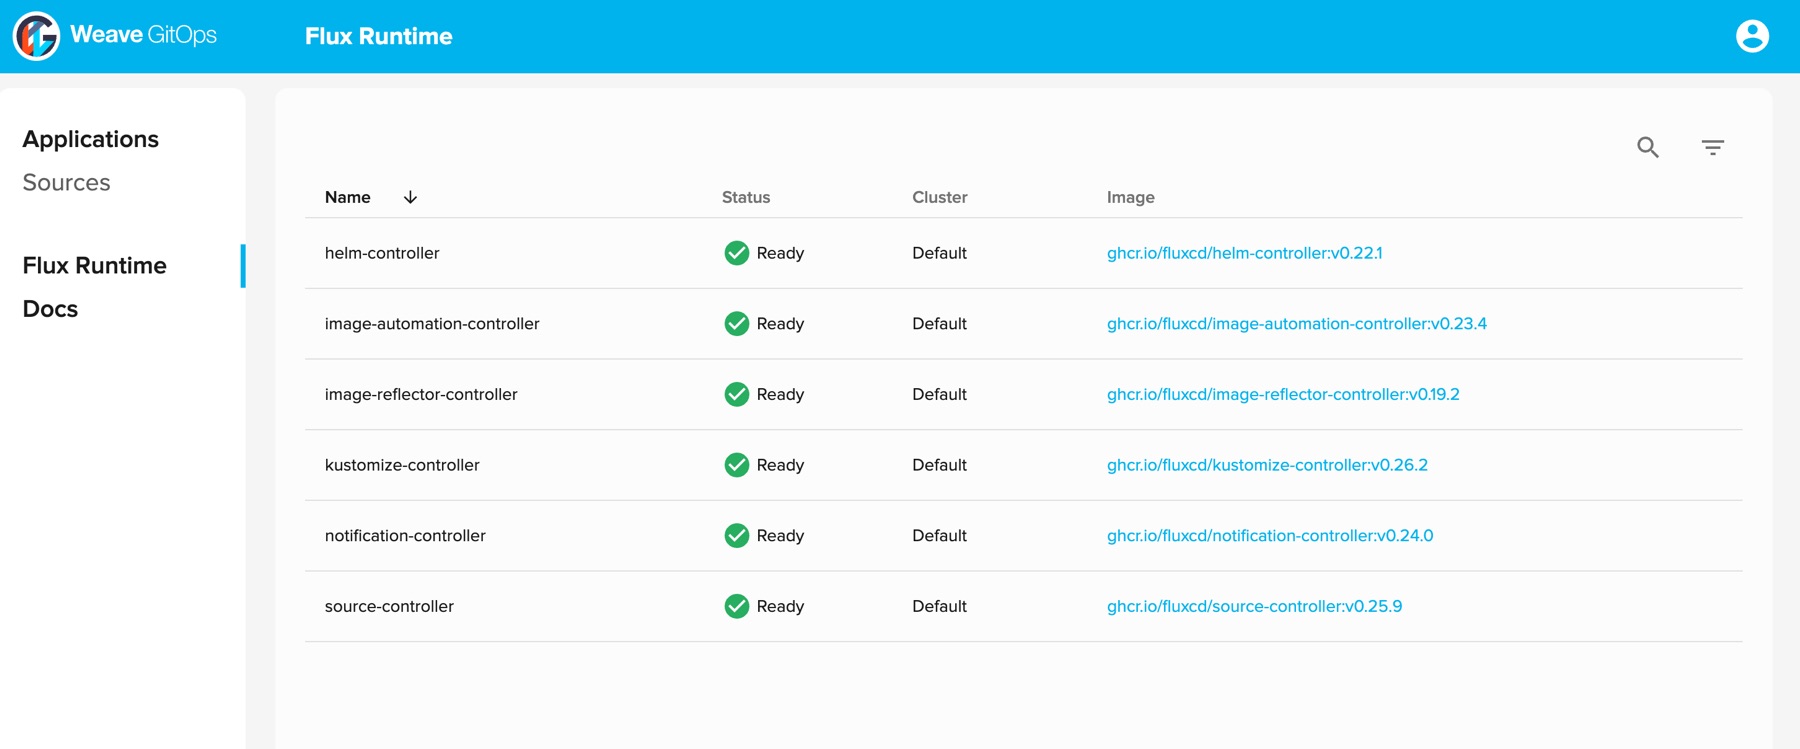 Weave GitOps Flux Runtime
Applications
Sources
Flux Runtime
Docs
Name Status Cluster Image
helm-controller Ready Default ghcr.io/fluxcd/helm-controller:v0.22.1
image-automation-controller Ready Default ghcr.io/fluxcd/image-automation-controller:v0.23.4
image-reflector-controller Ready Default ghcr.io/fluxcd/image-reflector-controller:v0.19.2
kustomize-controller Ready Default ghcr.io/fluxcd/kustomize-controller:v0.26.2
notification-controller Ready Default ghcr.io/fluxcd/notification-controller:v0.24.0
source-controller Ready Default ghcr.io/fluxcd/source-controller:v0.25.9